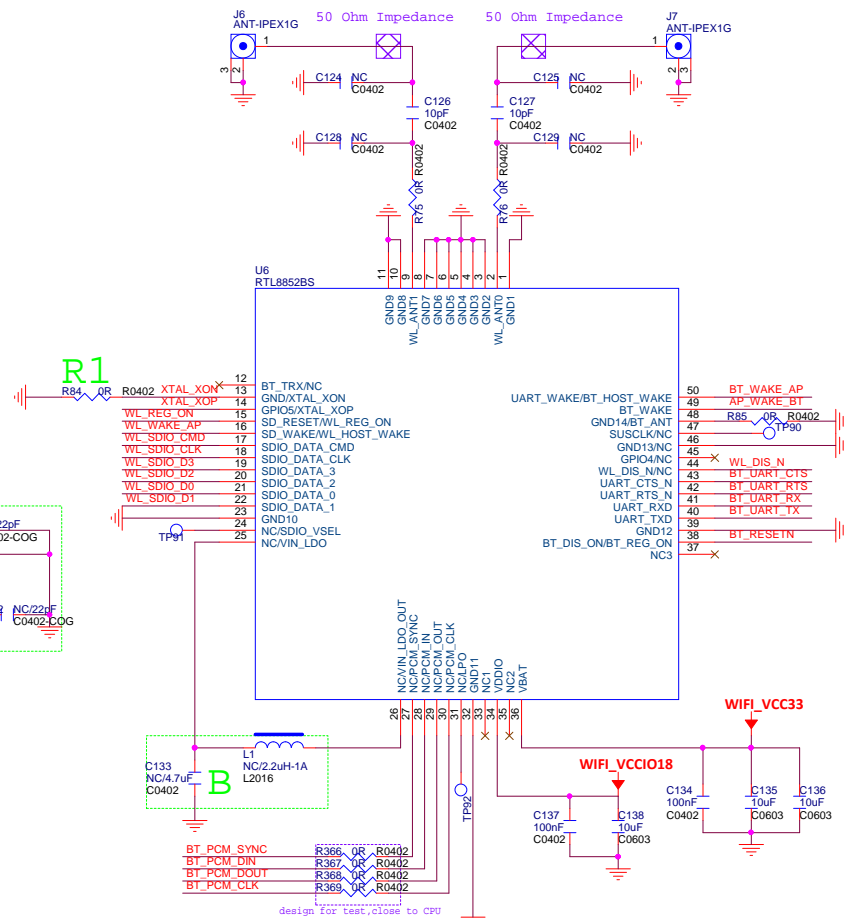 J6
ANT-IPEX1G
50 Ohm Impedance
50 Ohm Impedance
J7
ANT-IPEX1G
1
3
2
1
2
3
C124
NC
C0402
C125
NC
C0402
C126
10pF
C0402
C127
10pF
C0402
C128
NC
C0402
C129
NC
C0402
R75 0R R0402
R76 0R R0402
U6
RTL8852BS
11
10
9
8
7
6
5
4
3
2
1
GND9
GND8
WL_ANT1
GND7
GND6
GND5
GND4
GND3
GND2
WL_ANT0
GND1
R1
R84 0R R0402
XTAL_XON
XTAL_XOP
WL_REG_ON
WL_WAKE_AP
WL_SDIO_CMD
WL_SDIO_CLK
WL_SDIO_D3
WL_SDIO_D2
WL_SDIO_D0
WL_SDIO_D1
TP91
12 BT_TRX/NC
13 GND/XTAL_XON
14 GPIO5/XTAL_XOP
15 SD_RESET/WL_REG_ON
16 SD_WAKE/WL_HOST_WAKE
17 SDIO_DATA_CMD
18 SDIO_DATA_CLK
19 SDIO_DATA_3
20 SDIO_DATA_2
21 SDIO_DATA_0
22 SDIO_DATA_1
23 GND10
24 NC/SDIO_VSEL
25 NC/VIN_LDO
UART_WAKE/BT_HOST_WAKE 50 BT_WAKE_AP
BT_WAKE 49 AP_WAKE_BT
GND14/BT_ANT 48 R85 0R R0402
SUSCLK/NC 47 TP90
GND13/NC 46
GPIO4/NC 45
WL_DIS_N/NC 44 WL_DIS_N
UART_CTS_N 43 BT_UART_CTS
UART_RTS_N 42 BT_UART_RTS
UART_RXD 41 BT_UART_RX
UART_TXD 40 BT_UART_TX
GND12 39
BT_DIS_ON/BT_REG_ON 38 BT_RESETN
NC3 37
22pF
02-COG
NC/22pF
C0402-COG
NC/VIN_LDO_OUT
NC/PCM_SYNC
NC/PCM_IN
NC/PCM_OUT
NC/PCM_CLK
NC/LPO
GND11
NC1
VDDIO
NC2
VBAT
26
27
28
29
30
31
32
33
34
35
36
C133
NC/4.7uF
C0402
B
L1
NC/2.2uH-1A
L2016
TP92
WIFI_VCC33
WIFI_VCCIO18
C134
100nF
C0402
C135
10uF
C0603
C136
10uF
C0603
C137
100nF
C0402
C138
10uF
C0603
BT_PCM_SYNC R366 0R R0402
BT_PCM_DIN R367 0R R0402
BT_PCM_DOUT R368 0R R0402
BT_PCM_CLK R369 0R R0402
design for test,close to CPU